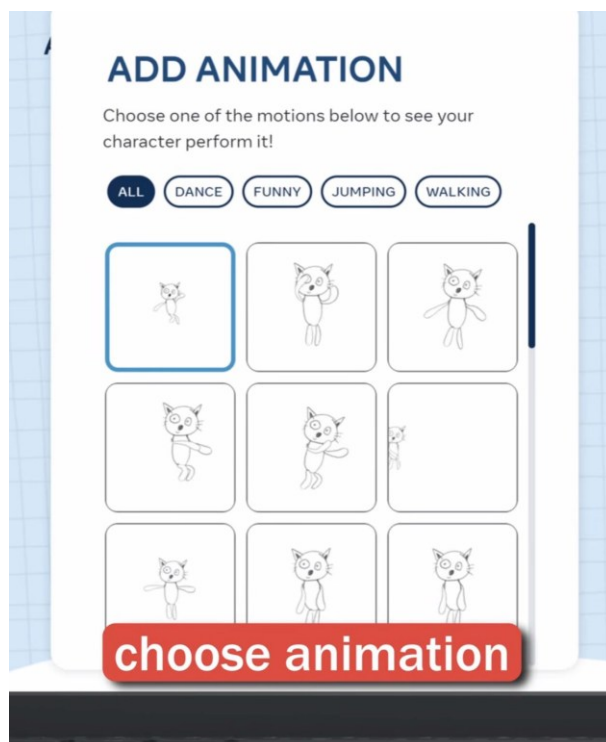 ADD ANIMATION
Choose one of the motions below to see your
character perform it!
ALL DANCE FUNNY JUMPING WALKING
choose animation